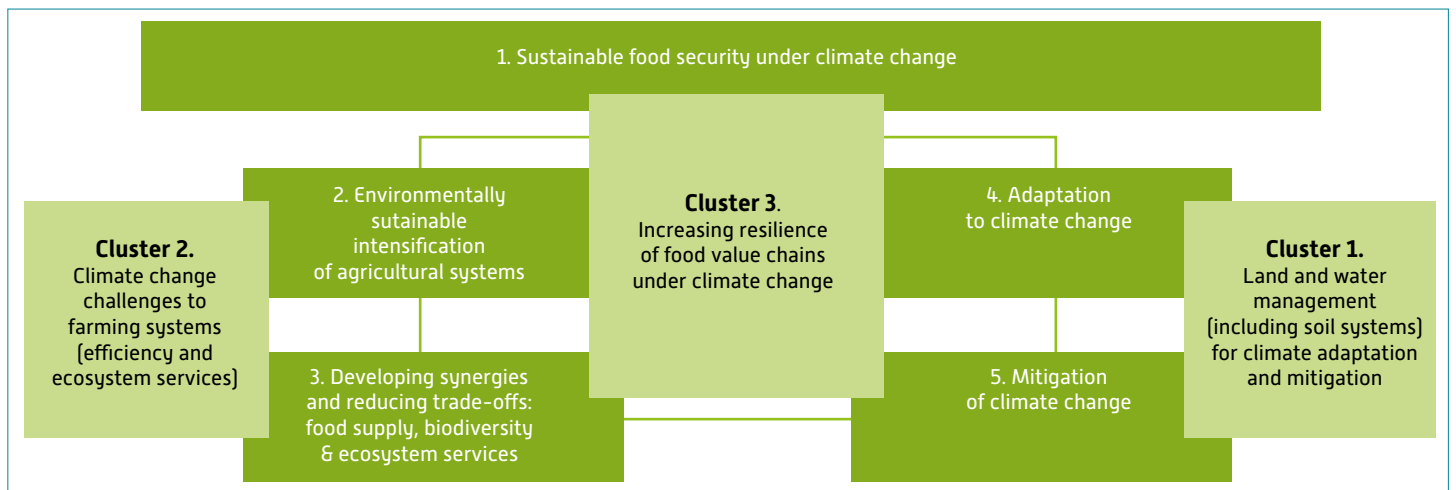 1. Sustainable food security under climate change
2. Environmentally
sutainable
intensification
of agricultural systems
Cluster 3.
Increasing resilience
of food value chains
under climate change
4. Adaptation
to climate change
Cluster 2.
Climate change
challenges to
farming systems
(efficiency and
ecosystem services)
Cluster 1.
Land and water
management
(including soil systems)
for climate adaptation
and mitigation
3. Developing synergies
and reducing trade-offs:
food supply, biodiversity
& ecosystem services
5. Mitigation
of climate change